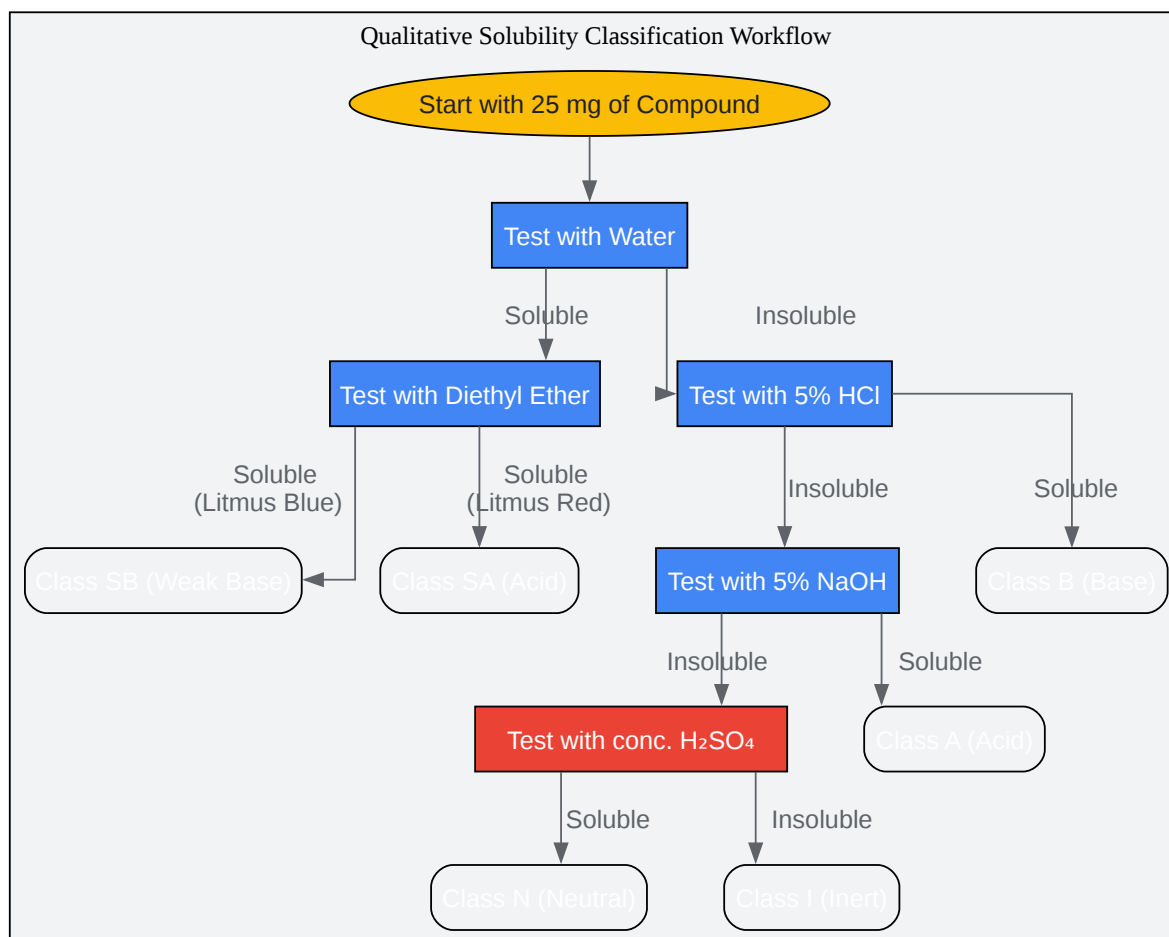 Qualitative Solubility Classification Workflow
Start with 25 mg of Compound
Test with Water
Soluble
Insoluble
Test with Diethyl Ether
Test with 5% HCl
Soluble
(Litmus Blue)
Soluble
(Litmus Red)
Insoluble
Soluble
Class SB (Weak Base)
Class SA (Acid)
Test with 5% NaOH
Class B (Base)
Insoluble
Soluble
Test with conc. H₂SO₄
Class A (Acid)
Soluble
Insoluble
Class N (Neutral)
Class I (Inert)